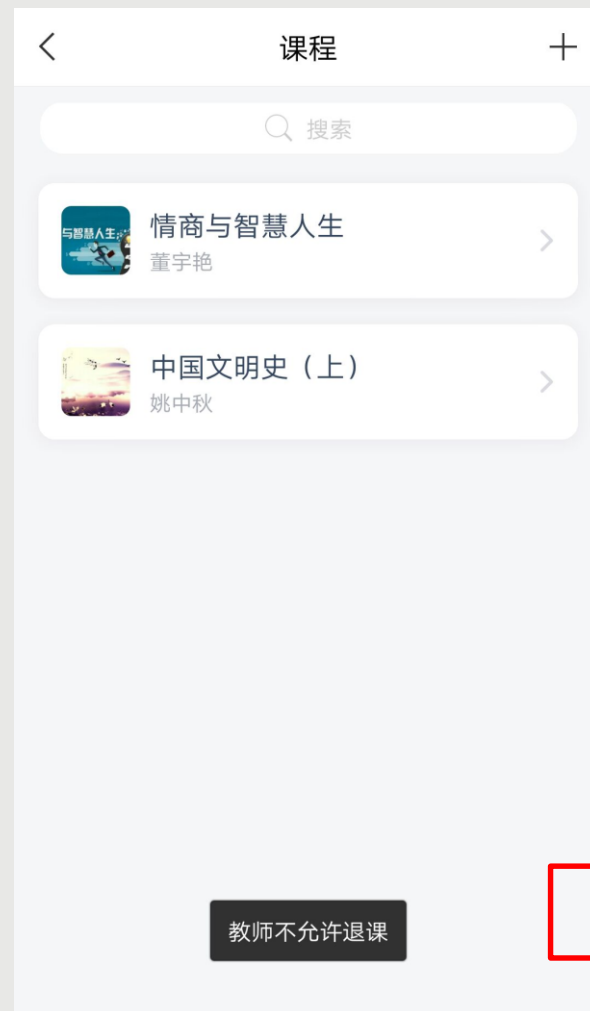 课程
搜索
与智慧人生
情商与智慧人生
董宇艳
中国文明史（上）
姚中秋
教师不允许退课